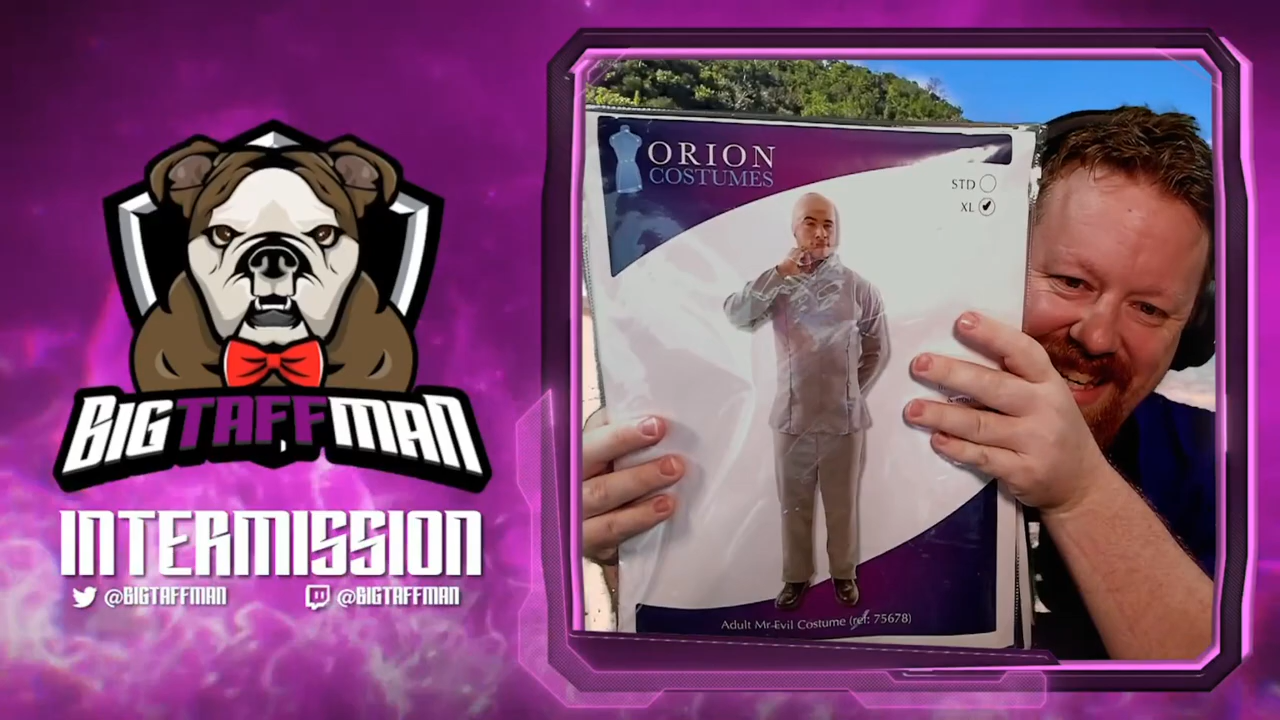 BIGTAFFMAN
INTERMISSION
@BIGTAFFMAN
@BIGTAFFMAN
ORION
COSTUMES
STD
XL
Adult Mr Evil Costume (ref: 75678)